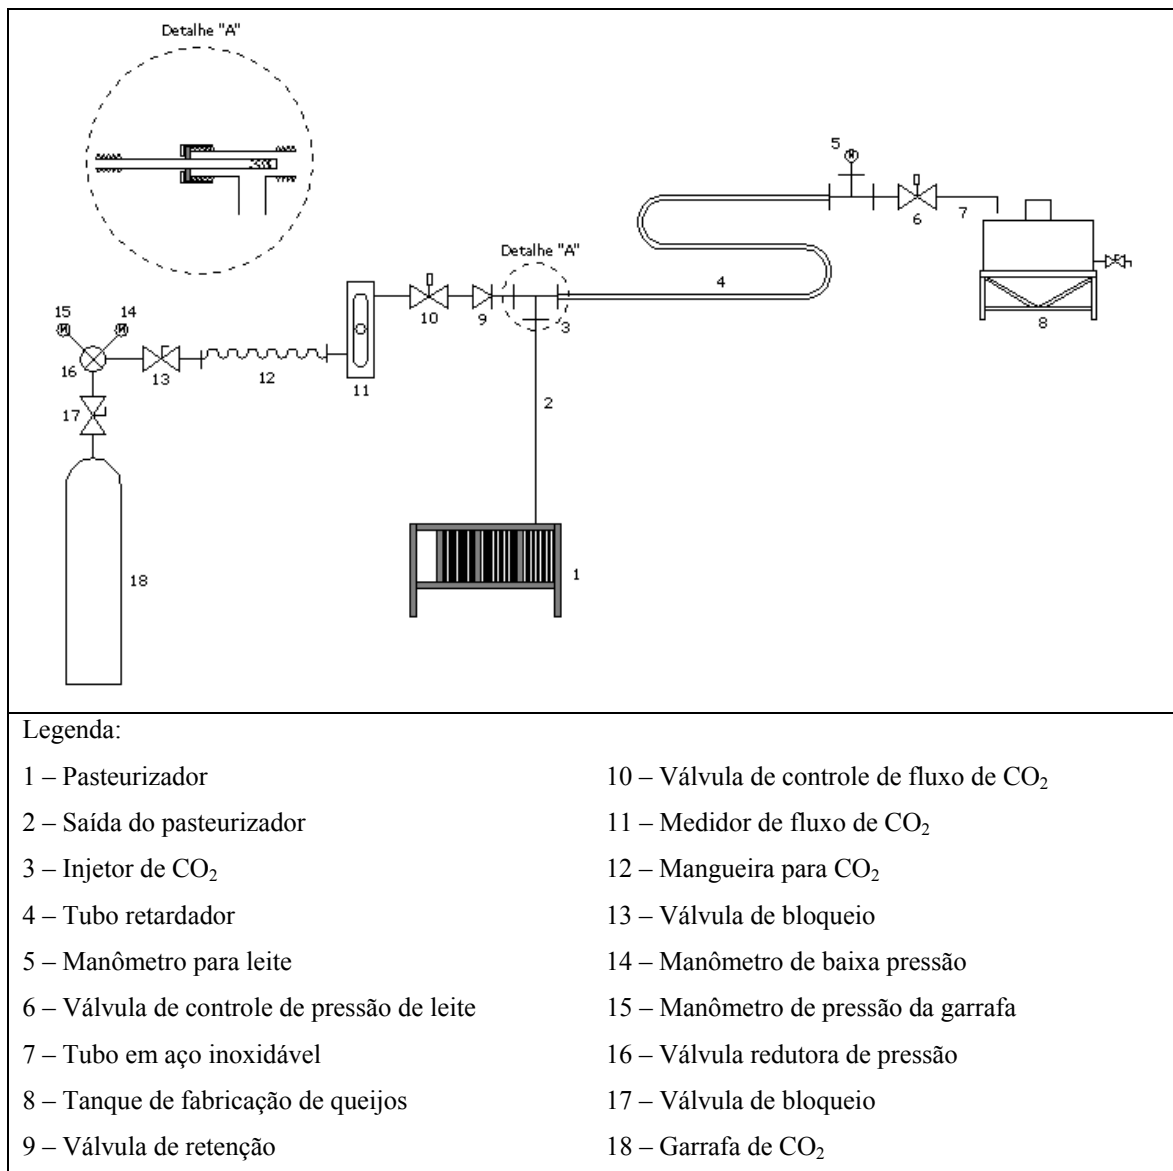 Detalhe "A"
5
Detalhe "A"
6
7
4
15
14
10
9
3
8
16
13
12
11
17
2
18
1
Legenda:
1 – Pasteurizador
2 – Saída do pasteurizador
3 – Injetor de CO₂
4 – Tubo retardador
5 – Manômetro para leite
6 – Válvula de controle de pressão de leite
7 – Tubo em aço inoxidável
8 – Tanque de fabricação de queijos
9 – Válvula de retenção
10 – Válvula de controle de fluxo de CO₂
11 – Medidor de fluxo de CO₂
12 – Mangueira para CO₂
13 – Válvula de bloqueio
14 – Manômetro de baixa pressão
15 – Manômetro de pressão da garrafa
16 – Válvula redutora de pressão
17 – Válvula de bloqueio
18 – Garrafa de CO₂